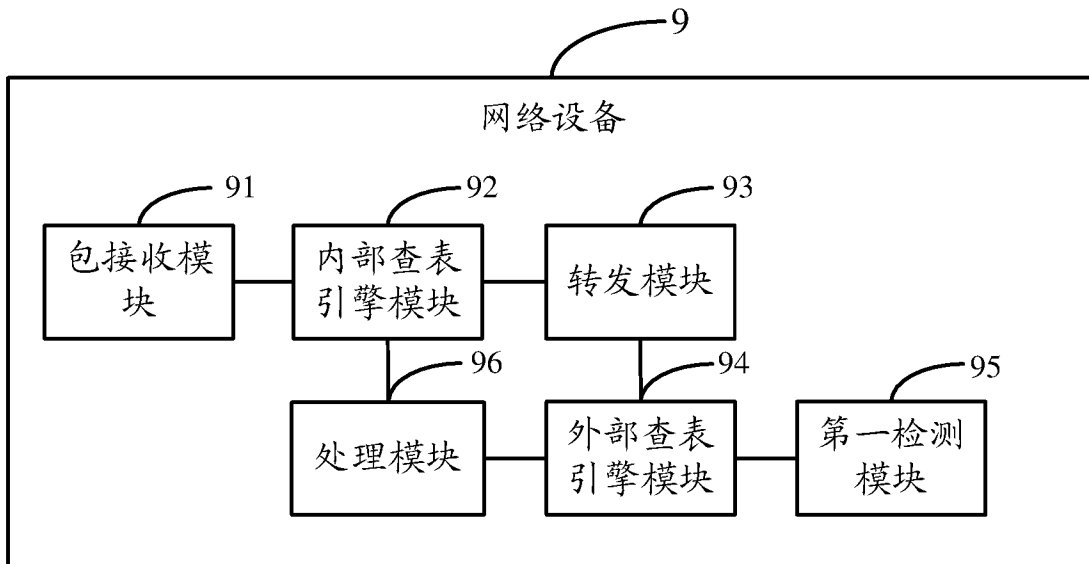 9
网络设备
91
92
93
包接收模
块
内部查表
引擎模块
转发模块
96
94
95
处理模块
外部查表
引擎模块
第一检测
模块